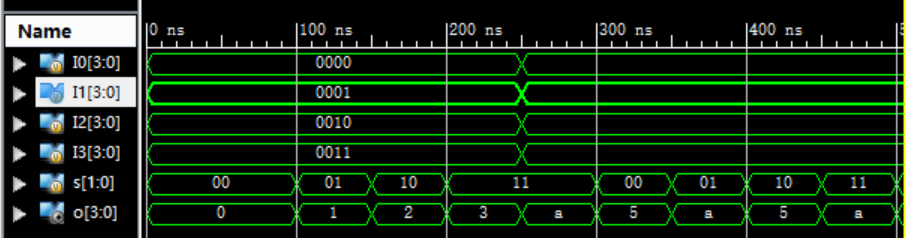 Name 0 ns 100 ns 200 ns 300 ns 400 ns
I0[3:0] 0000
I1[3:0] 0001
I2[3:0] 0010
I3[3:0] 0011
s[1:0] 00 01 10 11 00 01 10 11
o[3:0] 0 1 2 3 a 5 a 5 a